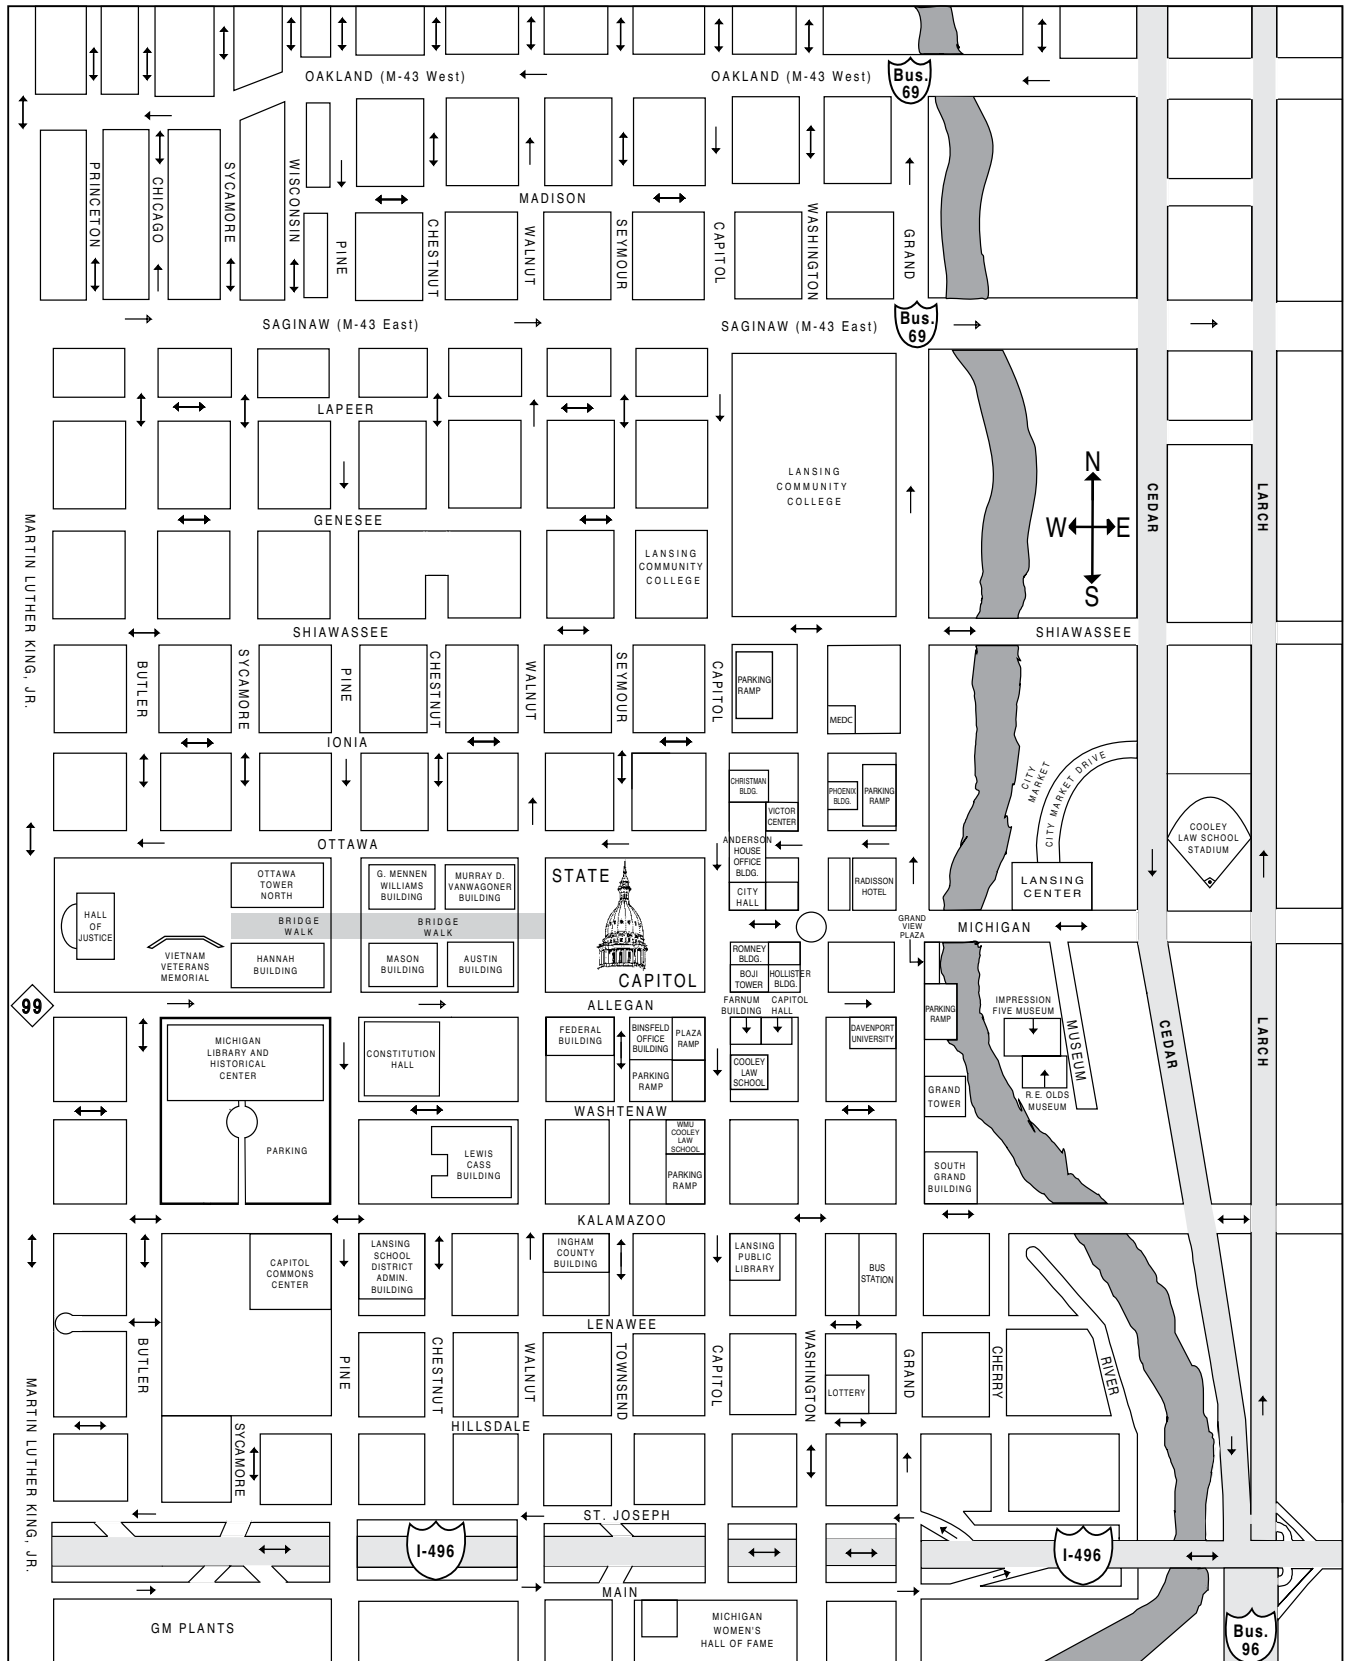 OAKLAND (M-43 West)
OAKLAND (M-43 West)
Bus.
69
PRINCETON
CHICAGO
SYCAMORE
WISCONSIN
MADISON
PINE
CHESTNUT
WALNUT
SEYMOUR
CAPITOL
WASHINGTON
GRAND
SAGINAW (M-43 East)
SAGINAW (M-43 East)
Bus.
69
LAPEER
LANSING
COMMUNITY
COLLEGE
N
W
E
S
CEDAR
LARCH
MARTIN LUTHER KING, JR.
GENESEE
LANSING
COMMUNITY
COLLEGE
SHIAWASSEE
SHIAWASSEE
BUTLER
SYCAMORE
PINE
CHESTNUT
WALNUT
SEYMOUR
CAPITOL
PARKING
RAMP
MEDC
IONIA
CITY
MARKET
CITY MARKET DRIVE
CHRISTMAN
BLDG.
VICTOR
CENTER
PHOENIX
BLDG.
PARKING
RAMP
COOLEY
LAW SCHOOL
STADIUM
OTTAWA
ANDERSON
HOUSE
OFFICE
BLDG.
CITY
HALL
RADISSON
HOTEL
LANSING
CENTER
OTTAWA
TOWER
NORTH
G. MENNEN
WILLIAMS
BUILDING
MURRAY D.
VANWAGONER
BUILDING
STATE
CAPITOL
HALL
OF
JUSTICE
BRIDGE
WALK
BRIDGE
WALK
GRAND
VIEW
PLAZA
MICHIGAN
VIETNAM
VETERANS
MEMORIAL
HANNAH
BUILDING
MASON
BUILDING
AUSTIN
BUILDING
ROMNEY
BLDG.
BOJI
TOWER
HOLLISTER
BLDG.
99
ALLEGAN
FARNUM
BUILDING
CAPITOL
HALL
PARKING
RAMP
IMPRESSION
FIVE MUSEUM
MUSEUM
CEDAR
LARCH
MICHIGAN
LIBRARY AND
HISTORICAL
CENTER
CONSTITUTION
HALL
FEDERAL
BUILDING
BINSFELD
OFFICE
BUILDING
PLAZA
RAMP
PARKING
RAMP
COOLEY
LAW
SCHOOL
DAVENPORT
UNIVERSITY
GRAND
TOWER
R.E. OLDS
MUSEUM
WASHTENAW
PARKING
LEWIS
CASS
BUILDING
WMU
COOLEY
LAW
SCHOOL
PARKING
RAMP
SOUTH
GRAND
BUILDING
KALAMAZOO
CAPITOL
COMMONS
CENTER
LANSING
SCHOOL
DISTRICT
ADMIN.
BUILDING
INGHAM
COUNTY
BUILDING
LANSING
PUBLIC
LIBRARY
BUS
STATION
LENAWEE
BUTLER
PINE
CHESTNUT
WALNUT
TOWNSEND
CAPITOL
WASHINGTON
GRAND
CHERRY
RIVER
LOTTERY
MARTIN LUTHER KING, JR.
HILLSDALE
SYCAMORE
ST. JOSEPH
I-496
I-496
MAIN
GM PLANTS
MICHIGAN
WOMEN'S
HALL OF FAME
Bus.
96